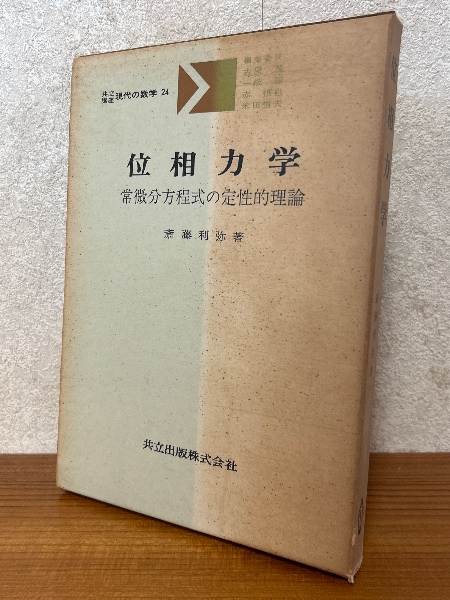 共立講座 現代の数学 24
位相力学
常微分方程式の定性的理論
斎藤利弥著
共立出版株式会社